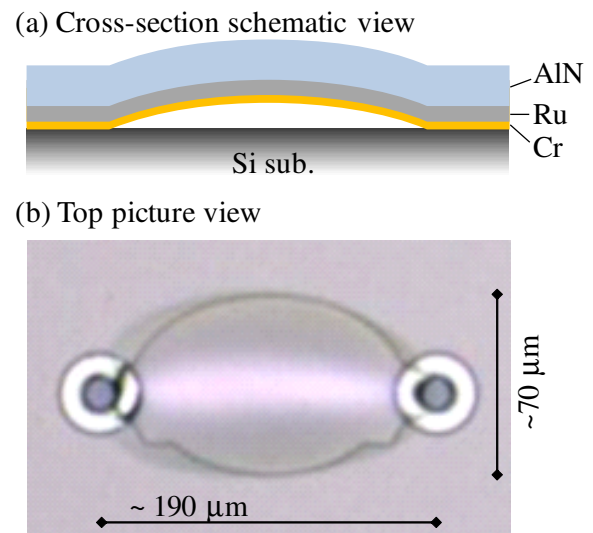 (a) Cross-section schematic view
AlN
Ru
Cr
Si sub.
(b) Top picture view
~70 μm
~ 190 μm